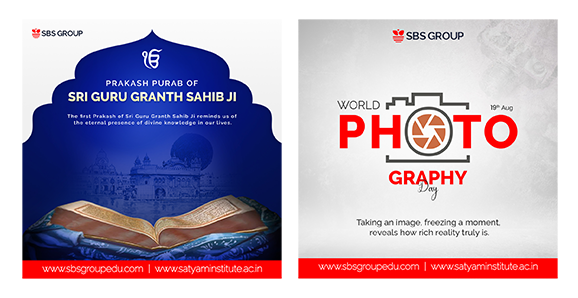 SBS GROUP
ੴ
PRAKASH PURAB OF
SRI GURU GRANTH SAHIB JI
The first Prakash of Sri Guru Granth Sahib Ji reminds us of
the eternal presence of divine knowledge in our lives.
www.sbsgroupedu.com | www.satyaminstitute.ac.in
SBS GROUP
WORLD
19th Aug
PHOTO
GRAPHY
Day
Taking an image, freezing a moment,
reveals how rich reality truly is.
www.sbsgroupedu.com | www.satyaminstitute.ac.in